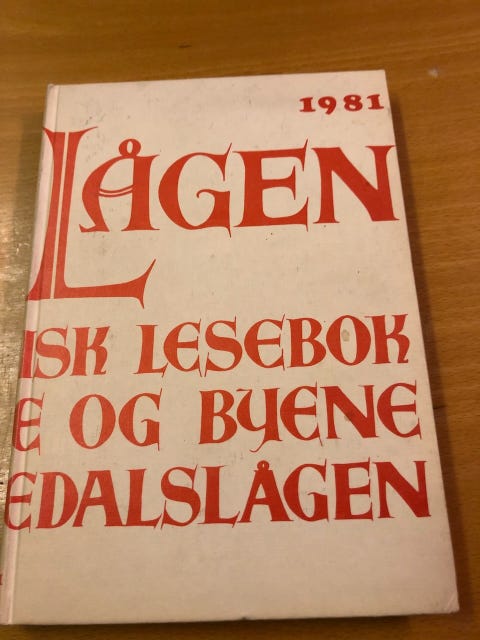 1981
LÅGEN
ISK LESEBOK
E OG BYENE
EDALSLÅGEN